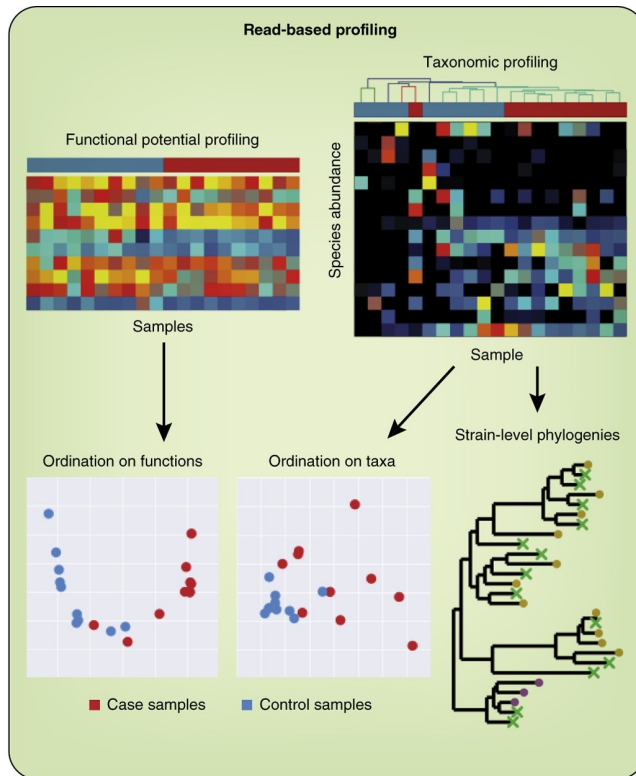 Read-based profiling
Taxonomic profiling
Functional potential profiling
Species abundance
Samples
Sample
Strain-level phylogenies
Ordination on functions
Ordination on taxa
Case samples
Control samples